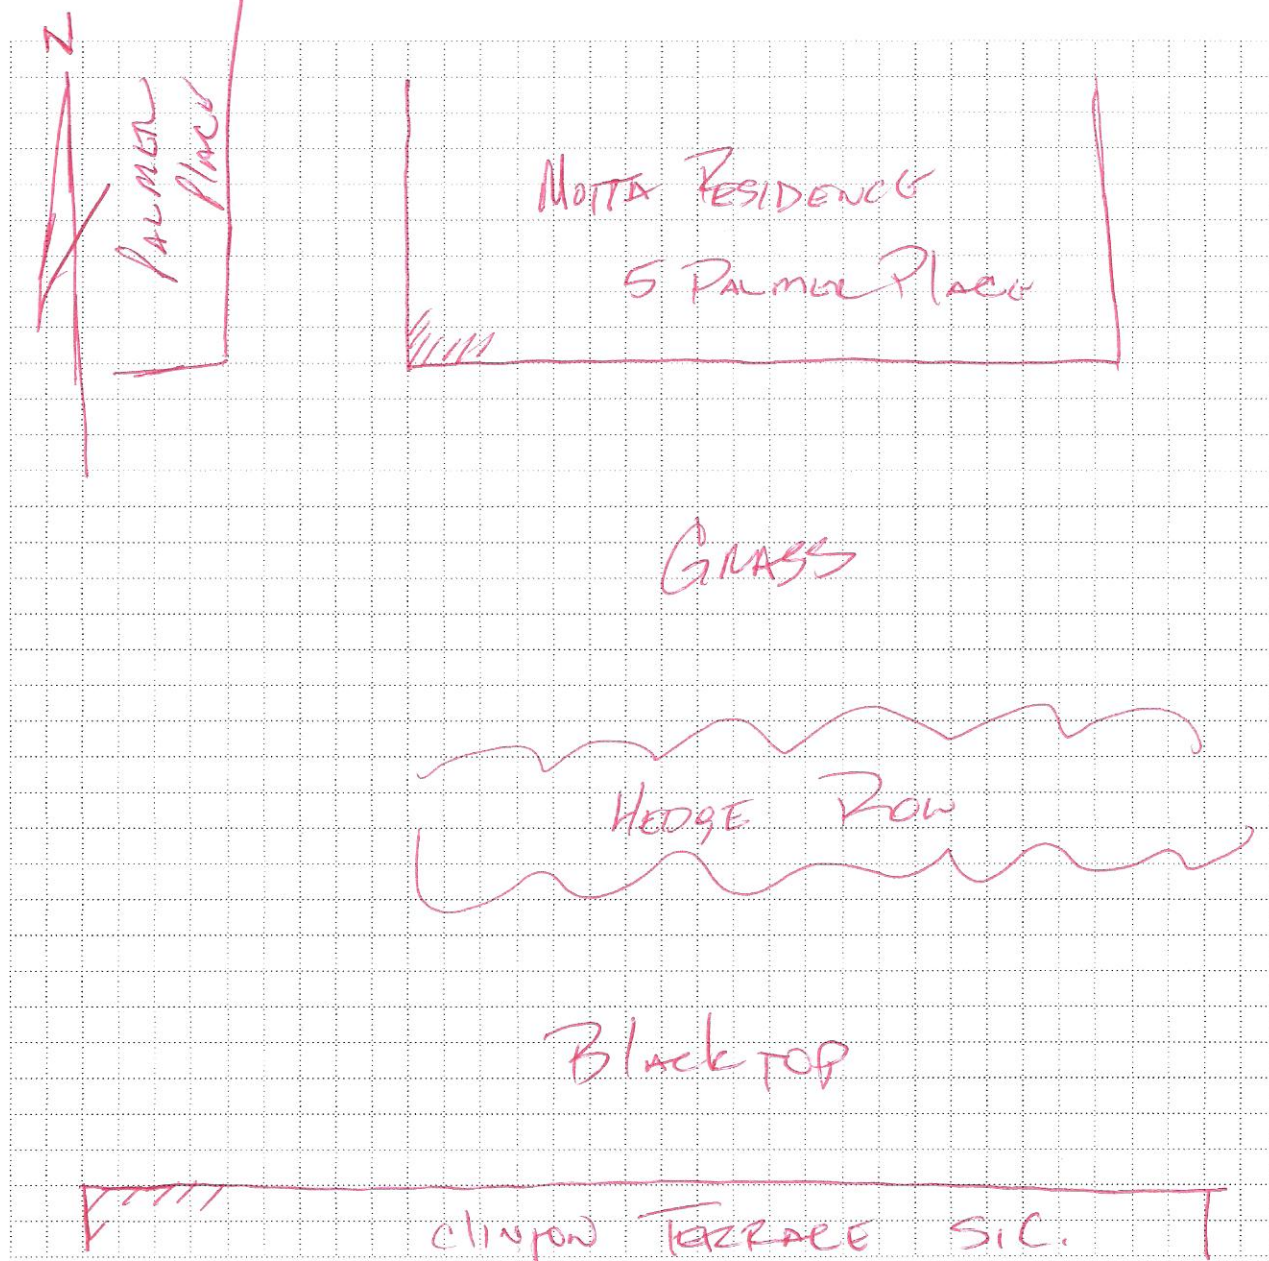 N
PALMER
PlACE
MOTTA RESIDENCE
5 PALMER PlACE
GRASS
HEDGE ROW
BlACKTOP
ClINTON TERRACE S.C.